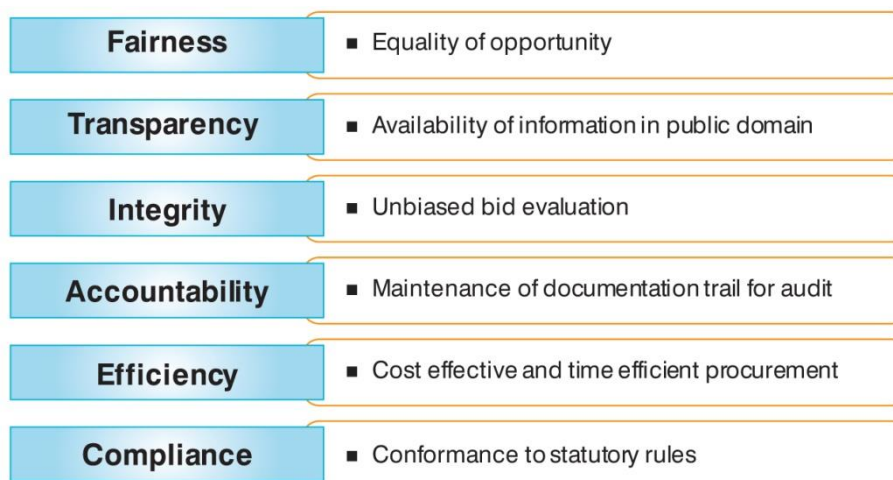 Fairness
■ Equality of opportunity
Transparency
■ Availability of information in public domain
Integrity
■ Unbiased bid evaluation
Accountability
■ Maintenance of documentation trail for audit
Efficiency
■ Cost effective and time efficient procurement
Compliance
■ Conformance to statutory rules